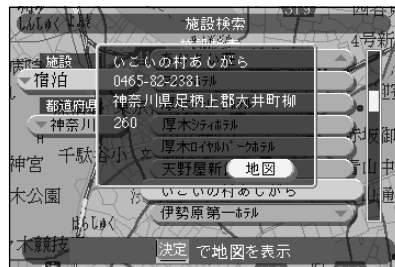 施設検索
4号新
施設
宿泊
都道府県
神奈川
いこいの村あしがら
0465-82-2381
神奈川県足柄上郡大井町柳
260
厚木シティホテル
厚木ロイヤルパークホテル
天野屋新
地図
いこいの村あしがら
伊勢原第一ホテル
神宮
千駄
木公園
木競技
決定 で地図を表示